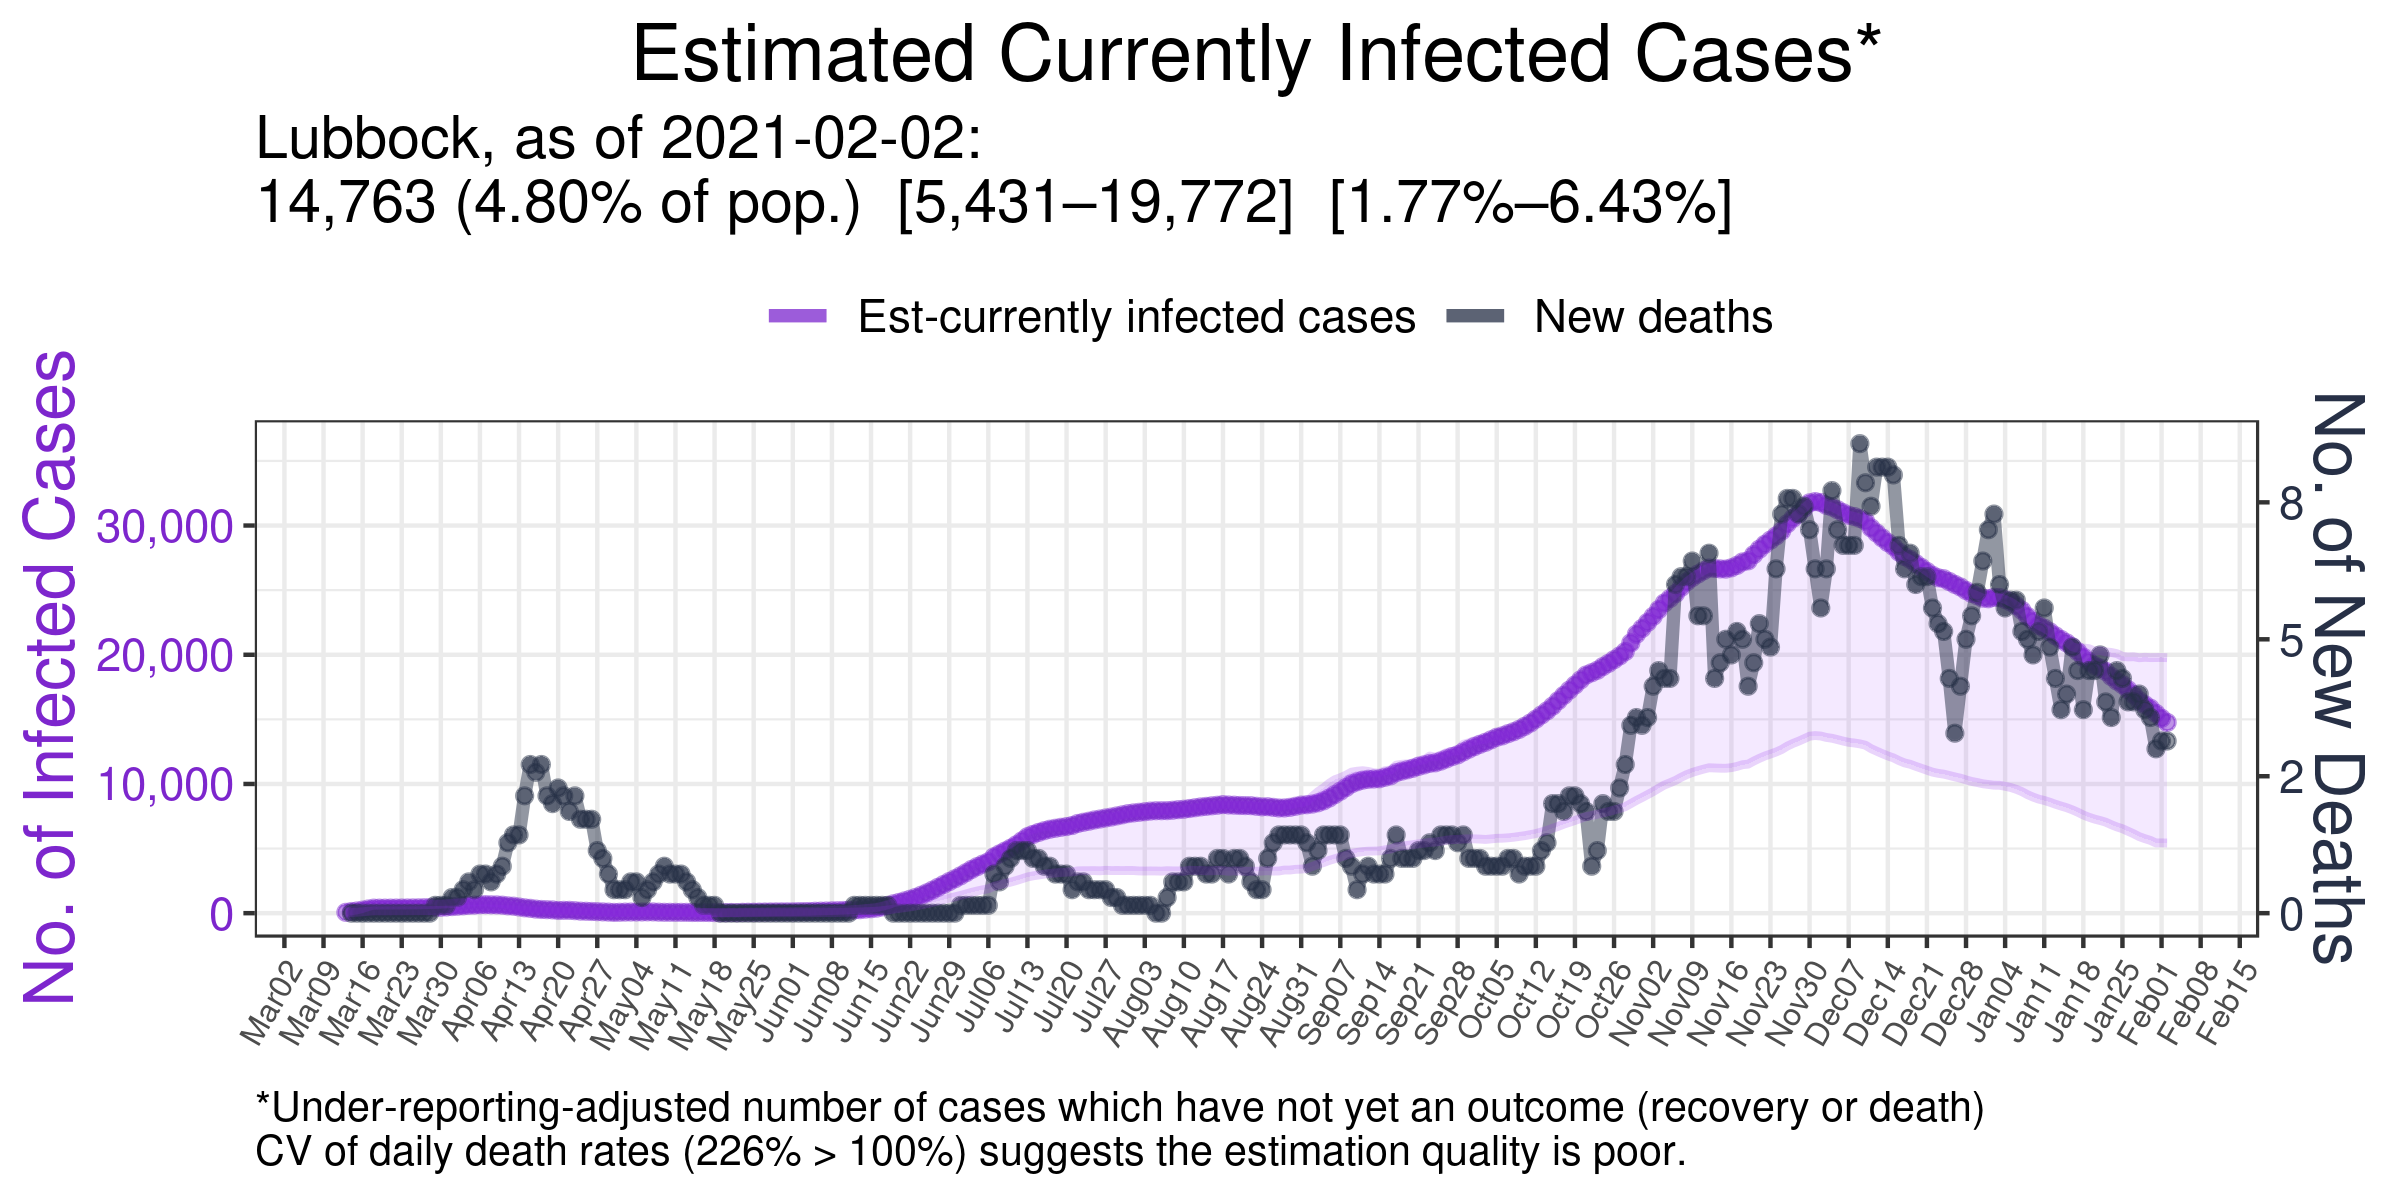 Estimated Currently Infected Cases*
Lubbock, as of 2021-02-02:
14,763 (4.80% of pop.)  [5,431–19,772]  [1.77%–6.43%]
Est-currently infected cases
New deaths
No. of Infected Cases
30,000
20,000
10,000
0
8
5
2
0
No. of New Deaths
Mar02
Mar09
Mar16
Mar23
Mar30
Apr06
Apr13
Apr20
Apr27
May04
May11
May18
May25
Jun01
Jun08
Jun15
Jun22
Jun29
Jul06
Jul13
Jul20
Jul27
Aug03
Aug10
Aug17
Aug24
Aug31
Sep07
Sep14
Sep21
Sep28
Oct05
Oct12
Oct19
Oct26
Nov02
Nov09
Nov16
Nov23
Nov30
Dec07
Dec14
Dec21
Dec28
Jan04
Jan11
Jan18
Jan25
Feb01
Feb08
Feb15
*Under-reporting-adjusted number of cases which have not yet an outcome (recovery or death)
CV of daily death rates (226% > 100%) suggests the estimation quality is poor.